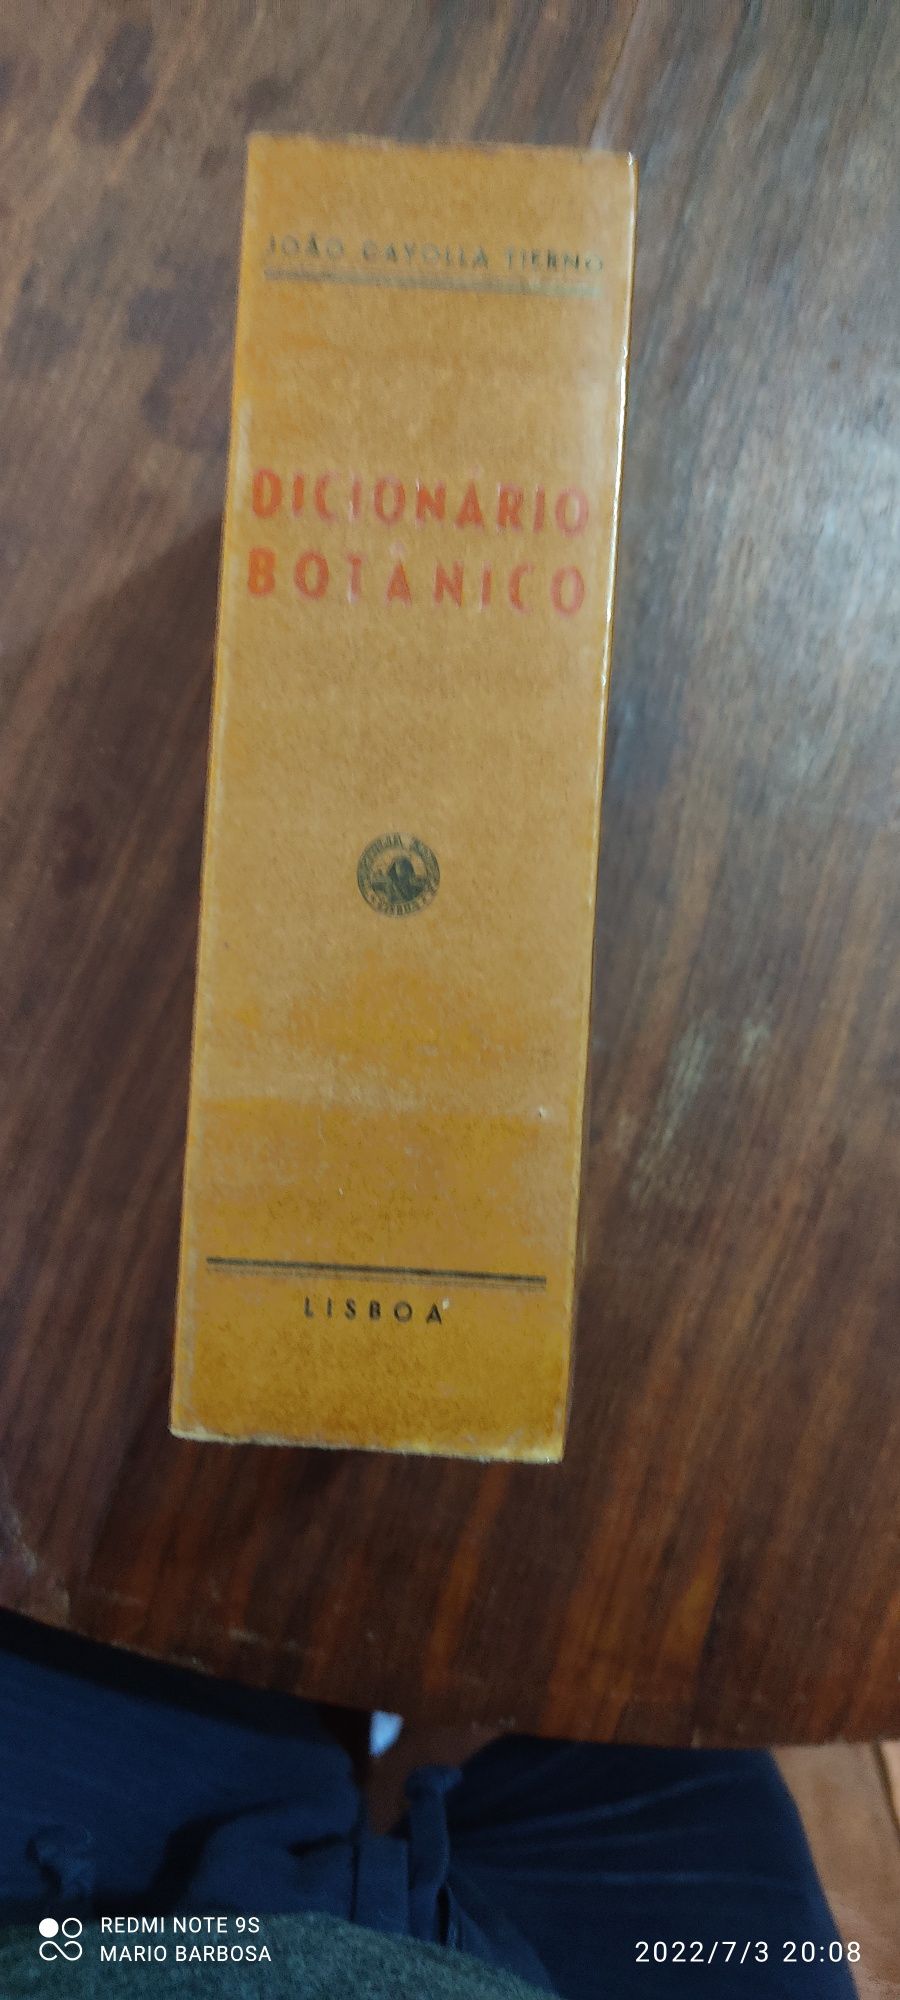 JOÃO CAYOLLA TIERNO
DICIONÁRIO
BOTÂNICO
LISBOA
REDMI NOTE 9S
MARIO BARBOSA
2022/7/3 20:08